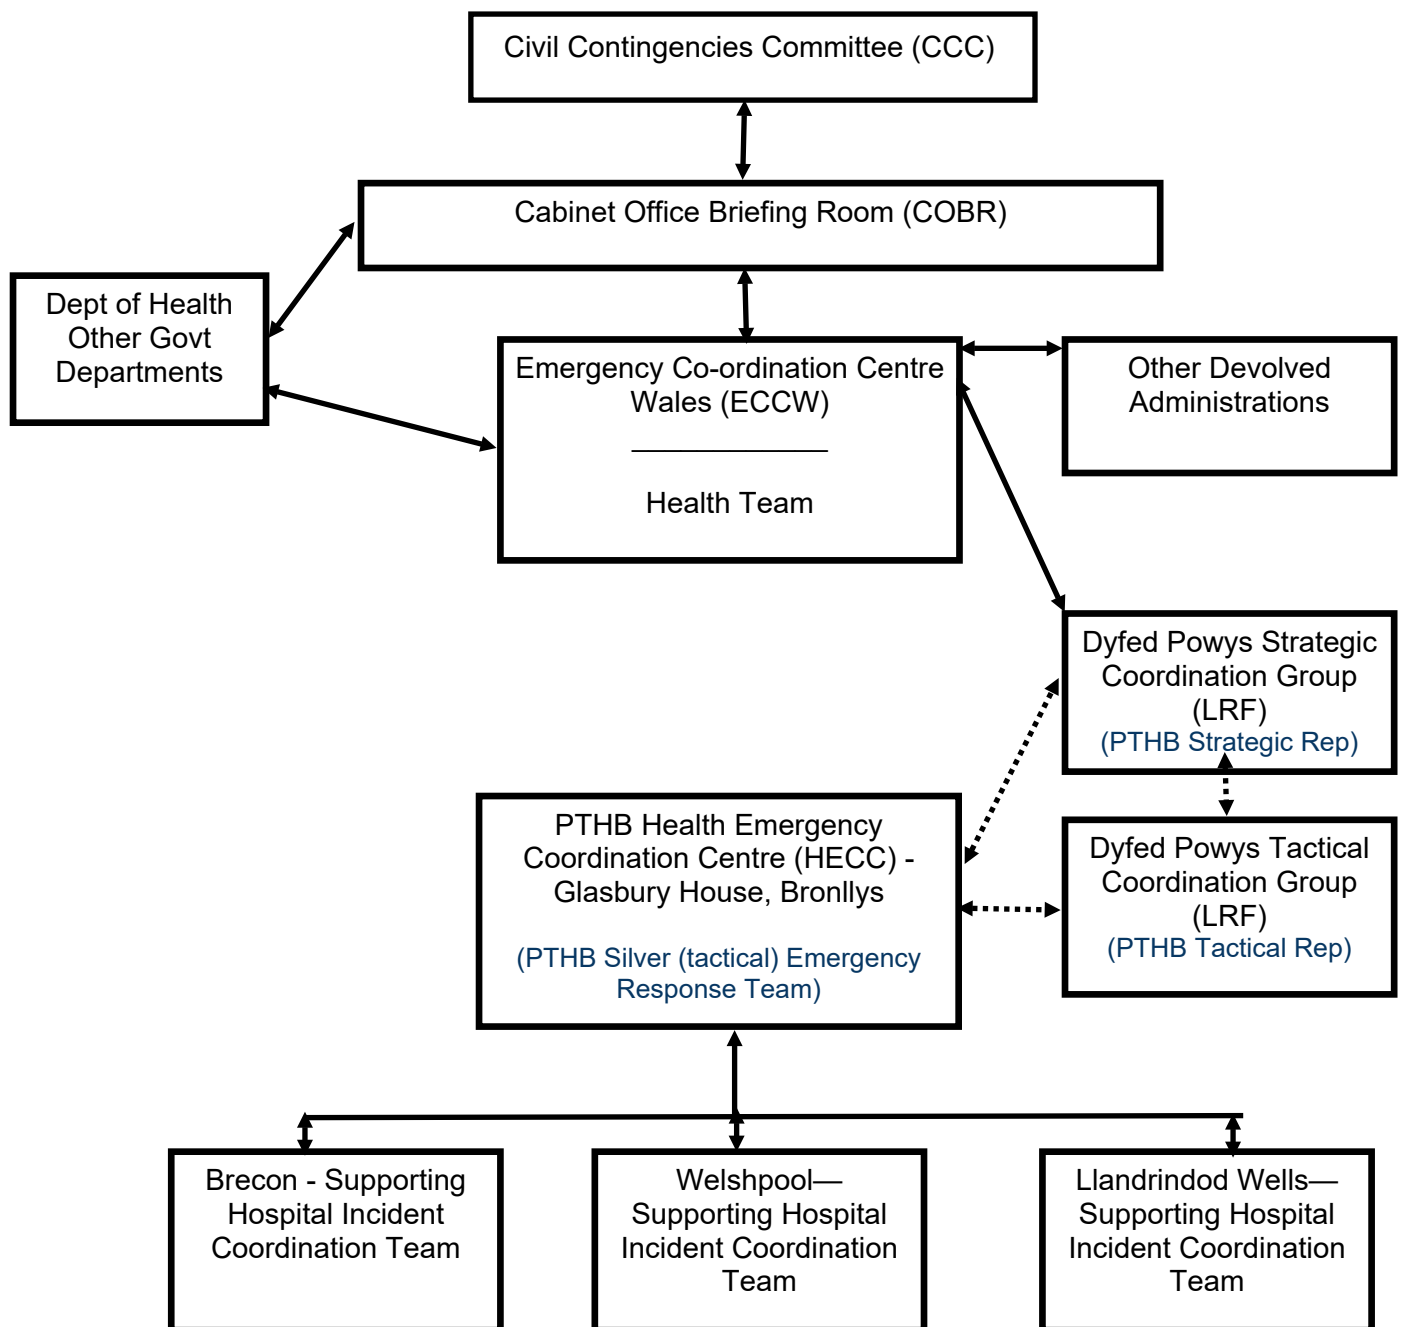 Civil Contingencies Committee (CCC)
Cabinet Office Briefing Room (COBR)
Dept of Health
Other Govt
Departments
Emergency Co-ordination Centre
Wales (ECCW)
Health Team
Other Devolved
Administrations
Dyfed Powys Strategic
Coordination Group
(LRF)
(PTHB Strategic Rep)
PTHB Health Emergency
Coordination Centre (HECC) -
Glasbury House, Bronllys
(PTHB Silver (tactical) Emergency
Response Team)
Dyfed Powys Tactical
Coordination Group
(LRF)
(PTHB Tactical Rep)
Brecon - Supporting
Hospital Incident
Coordination Team
Welshpool—
Supporting Hospital
Incident Coordination
Team
Llandrindod Wells—
Supporting Hospital
Incident Coordination
Team